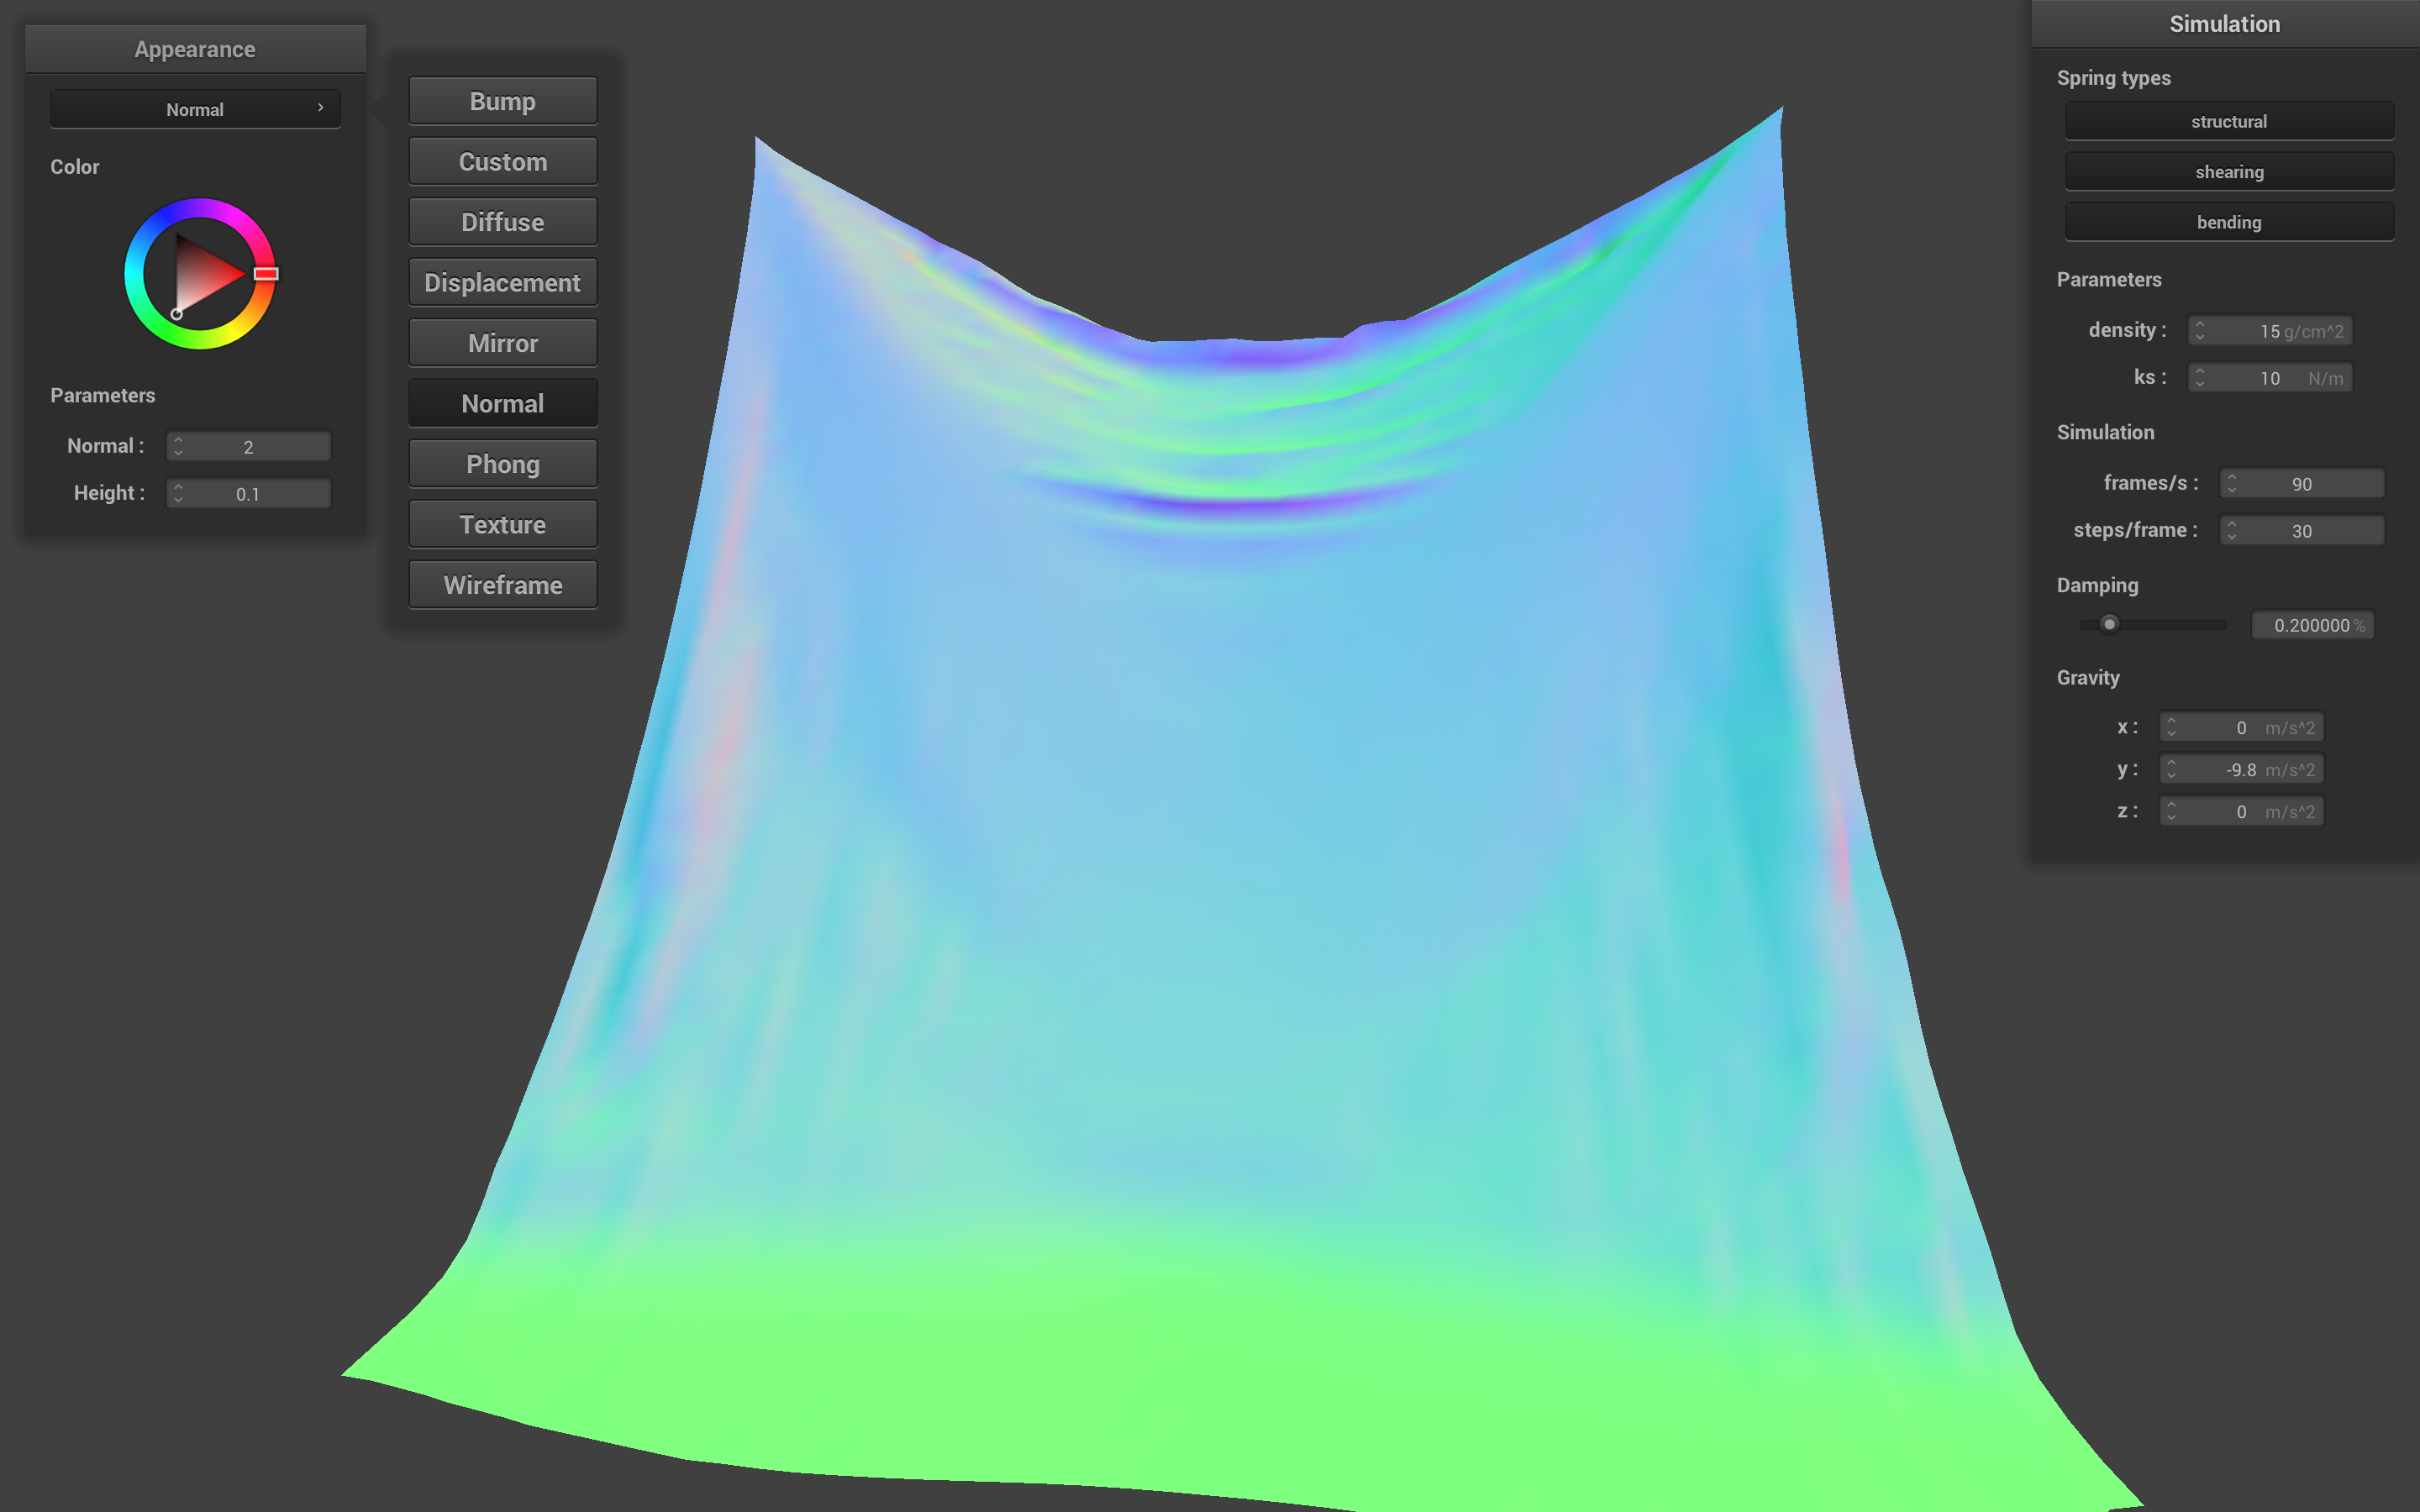 Appearance
Normal
Color
Parameters
Normal : 2
Height : 0.1
Bump
Custom
Diffuse
Displacement
Mirror
Normal
Phong
Texture
Wireframe
Simulation
Spring types
structural
shearing
bending
Parameters
density : 15 g/cm^2
ks : 10 N/m
Simulation
frames/s : 90
steps/frame : 30
Damping
0.200000 %
Gravity
x : 0 m/s^2
y : -9.8 m/s^2
z : 0 m/s^2